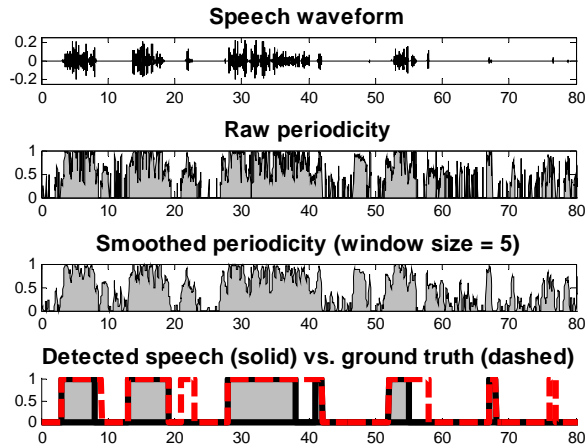 Speech waveform
0.2
0
-0.2
0 10 20 30 40 50 60 70 80
Raw periodicity
1
0.5
0
0 10 20 30 40 50 60 70 80
Smoothed periodicity (window size = 5)
1
0.5
0
0 10 20 30 40 50 60 70 80
Detected speech (solid) vs. ground truth (dashed)
1
0.5
0
0 10 20 30 40 50 60 70 80